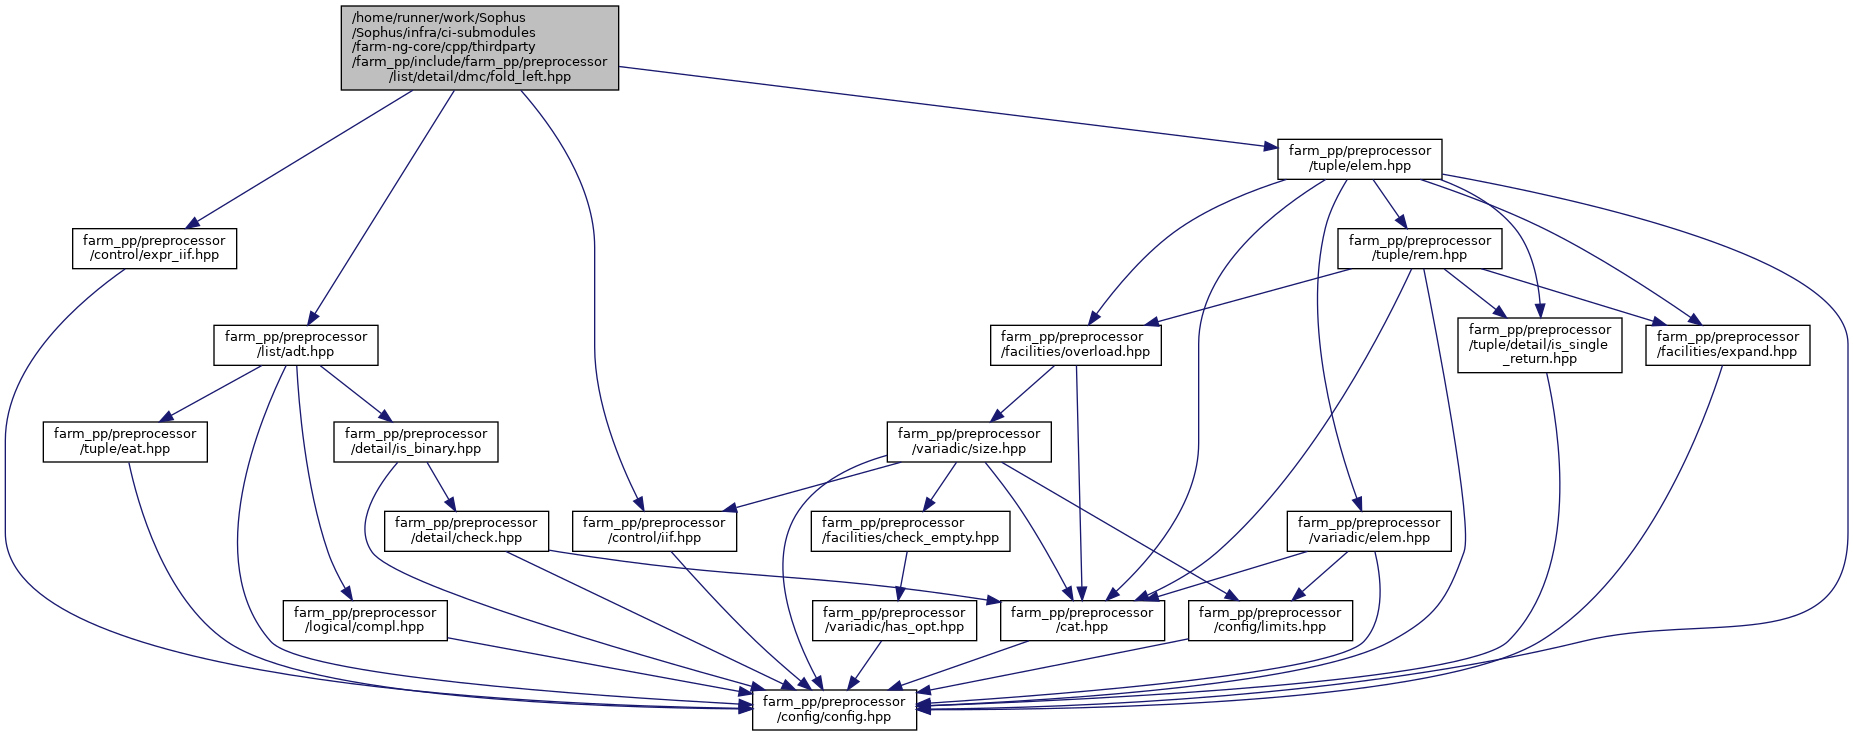 /home/runner/work/Sophus
/Sophus/infra/ci-submodules
/farm-ng-core/cpp/thirdparty
/farm_pp/include/farm_pp/preprocessor
/list/detail/dmc/fold_left.hpp
farm_pp/preprocessor
/tuple/elem.hpp
farm_pp/preprocessor
/control/expr_iif.hpp
farm_pp/preprocessor
/tuple/rem.hpp
farm_pp/preprocessor
/list/adt.hpp
farm_pp/preprocessor
/facilities/overload.hpp
farm_pp/preprocessor
/tuple/detail/is_single
_return.hpp
farm_pp/preprocessor
/facilities/expand.hpp
farm_pp/preprocessor
/tuple/eat.hpp
farm_pp/preprocessor
/detail/is_binary.hpp
farm_pp/preprocessor
/variadic/size.hpp
farm_pp/preprocessor
/detail/check.hpp
farm_pp/preprocessor
/control/iif.hpp
farm_pp/preprocessor
/facilities/check_empty.hpp
farm_pp/preprocessor
/variadic/elem.hpp
farm_pp/preprocessor
/logical/compl.hpp
farm_pp/preprocessor
/variadic/has_opt.hpp
farm_pp/preprocessor
/cat.hpp
farm_pp/preprocessor
/config/limits.hpp
farm_pp/preprocessor
/config/config.hpp